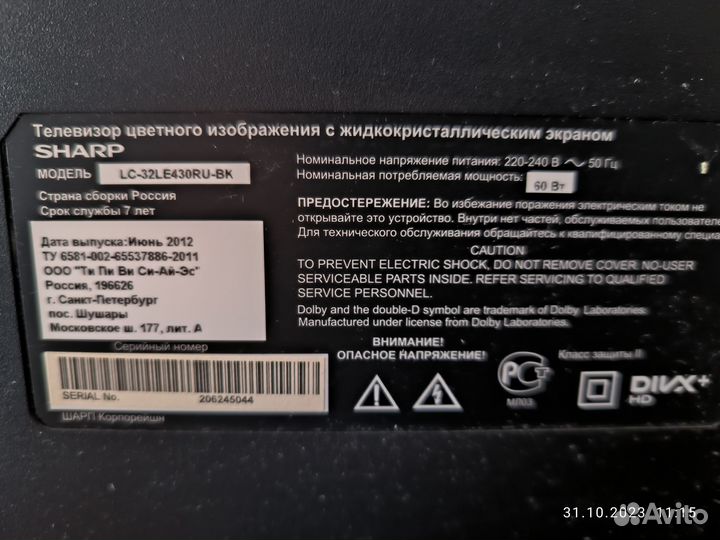 Телевизор цветного изображения с жидкокристаллическим экраном
SHARP
МОДЕЛЬ LC-32LE430RU-BK
Страна сборки Россия
Срок службы 7 лет
Дата выпуска:Июнь 2012
ТУ 6581-002-65537886-2011
ООО "Ти Пи Ви Си-Ай-Эс"
Россия, 196626
г. Санкт-Петербург
пос. Шушары
Московское ш. 177, лит. А
Серийный номер
SERIAL No. 206245044
ШАРП Корпорейшн
Номинальное напряжение питания: 220-240 В ~ 50 Гц
Номинальная потребляемая мощность: 60 Вт
ПРЕДОСТЕРЕЖЕНИЕ: Во избежание поражения электрическим током не
открывайте это устройство. Внутри нет частей, обслуживаемых пользователем
Для технического обслуживания обращайтесь к квалифицированному
CAUTION
TO PREVENT ELECTRIC SHOCK, DO NOT REMOVE COVER. NO-USER
SERVICEABLE PARTS INSIDE. REFER SERVICING TO QUALIFIED
SERVICE PERSONNEL.
Dolby and the double-D symbol are trademark of Dolby Laboratories.
Manufactured under license from Dolby Laboratories.
ВНИМАНИЕ!
ОПАСНОЕ НАПРЯЖЕНИЕ!
Класс защиты II
РСТ
МЛ03
DIVX+
HD
31.10.2023 11:15
Avito